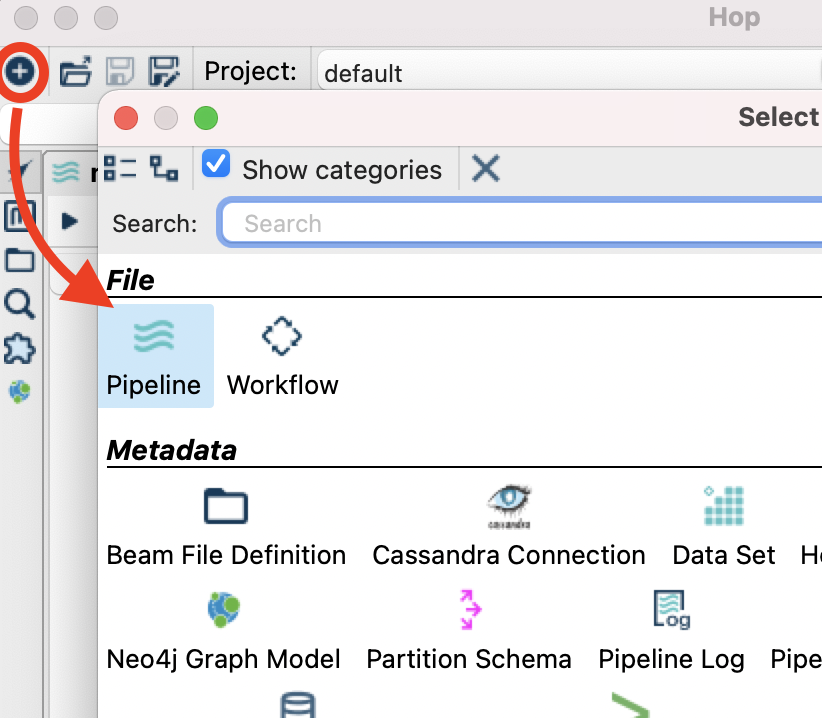 Hop
Project: default
Select
Show categories
Search: Search
File
Pipeline Workflow
Metadata
Beam File Definition Cassandra Connection Data Set
Neo4j Graph Model Partition Schema Pipeline Log